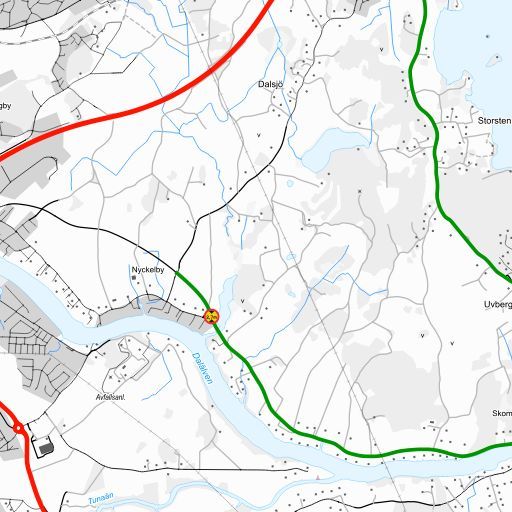 Dalsjö
gby
Storsten
Nyckelby
Uvberg
Dalälven
Avfallsanl.
Skom
Tunaån